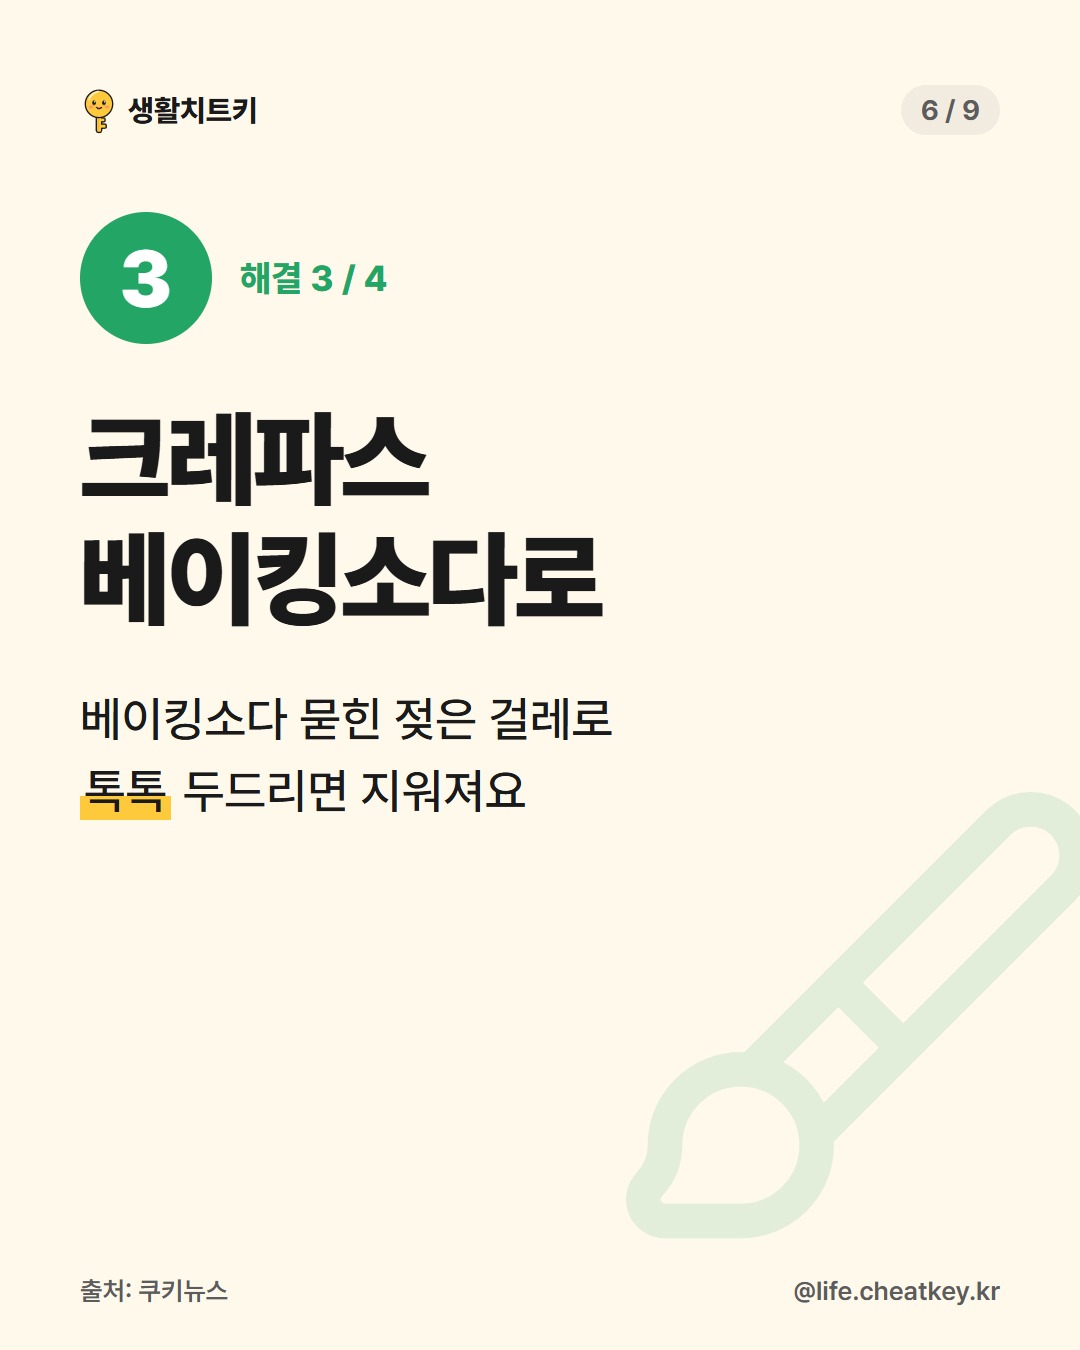 생활치트키
6 / 9
3
해결 3 / 4
크레파스
베이킹소다로
베이킹소다 묻힌 젖은 걸레로
톡톡 두드리면 지워져요
출처: 쿠키뉴스
@life.cheatkey.kr